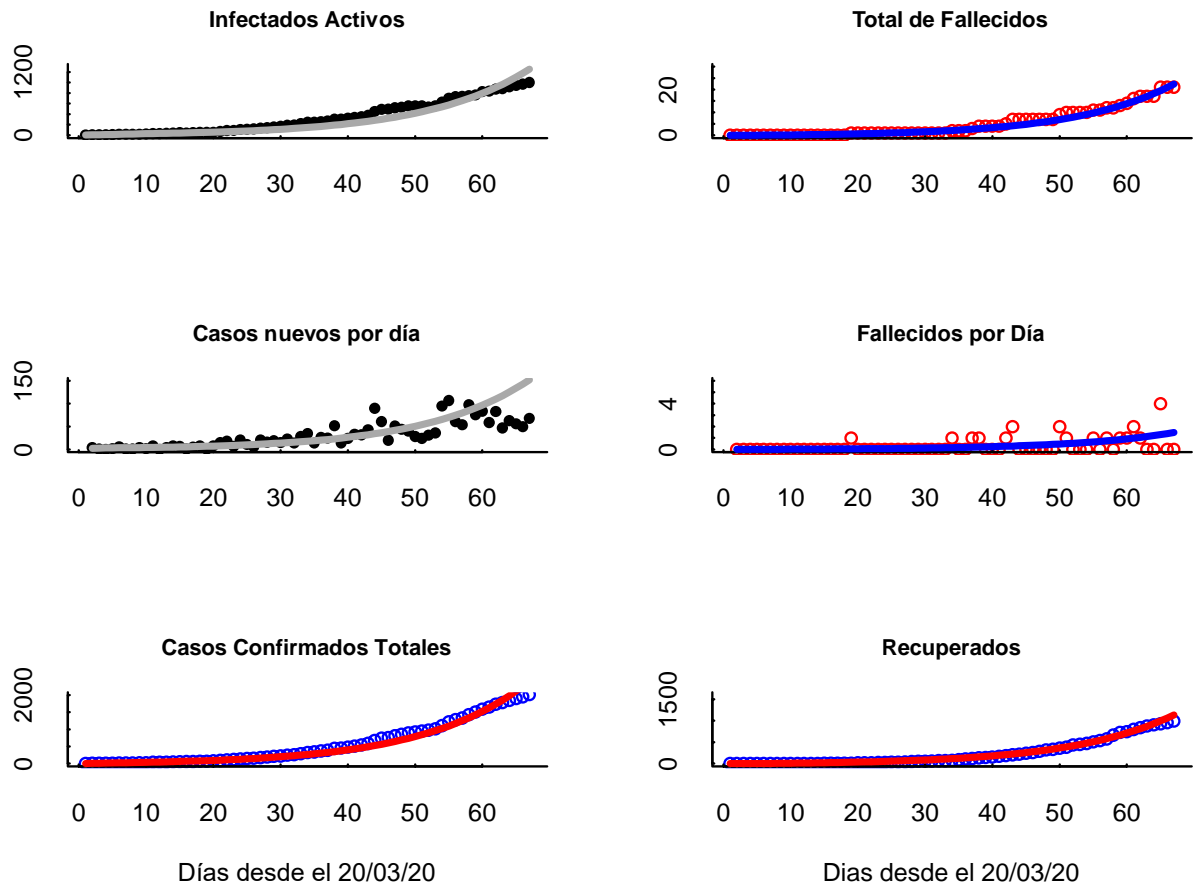 Infectados Activos
1200
0
0 10 20 30 40 50 60
Total de Fallecidos
20
0
0 10 20 30 40 50 60
Casos nuevos por día
150
0
0 10 20 30 40 50 60
Fallecidos por Día
4
0
0 10 20 30 40 50 60
Casos Confirmados Totales
2000
0
0 10 20 30 40 50 60
Días desde el 20/03/20
Recuperados
1500
0
0 10 20 30 40 50 60
Dias desde el 20/03/20